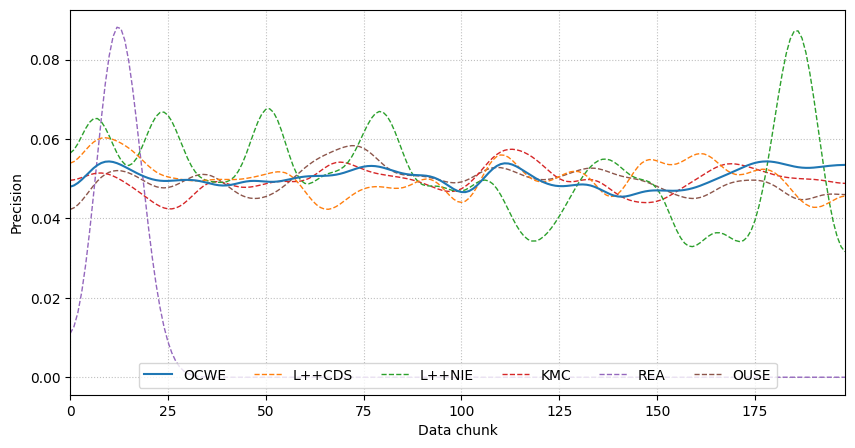 Precision
0.08
0.06
0.04
0.02
0.00
OCWE L++CDS L++NIE KMC REA OUSE
0 25 50 75 100 125 150 175
Data chunk